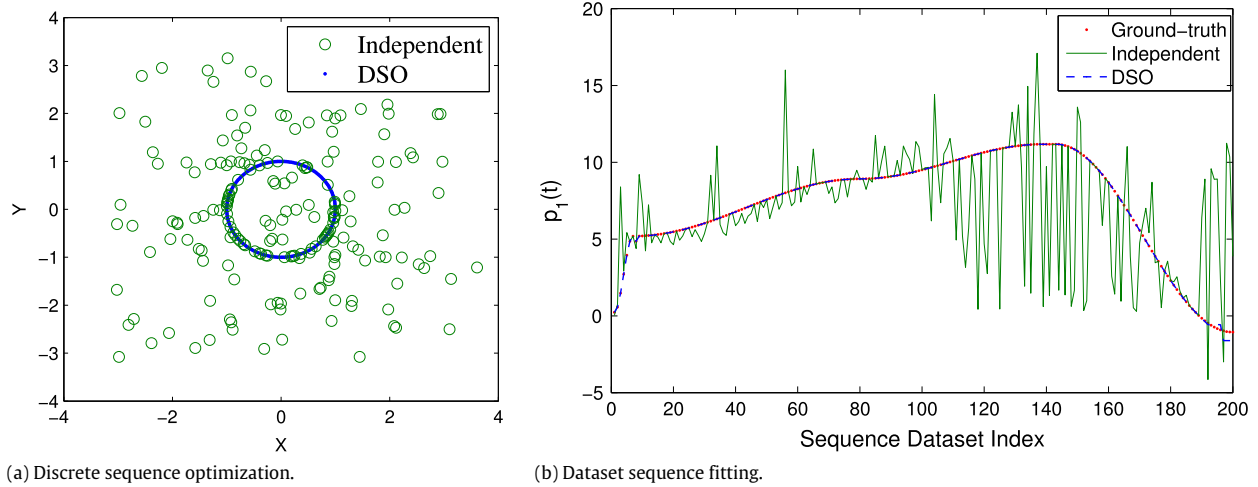 4
3
2
1
0
−1
−2
−3
−4
Y
−4
−2
0
2
4
X
Independent
DSO
(a) Discrete sequence optimization.
20
15
10
5
0
−5
p1(t)
0
20
40
60
80
100
120
140
160
180
200
Sequence Dataset Index
Ground−truth
Independent
DSO
(b) Dataset sequence fitting.